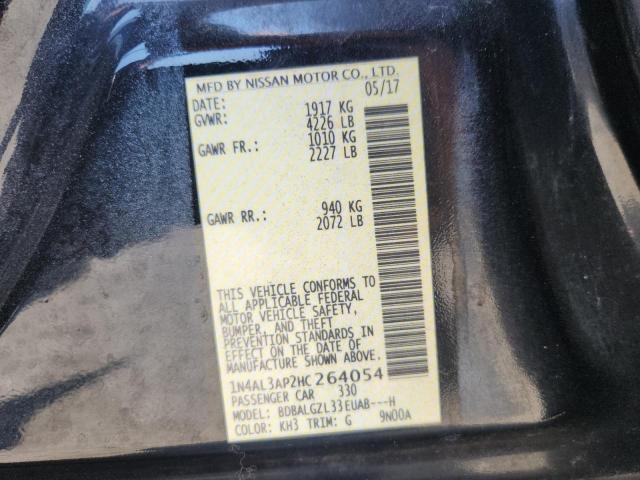 MFD BY NISSAN MOTOR CO., LTD.
DATE: 05/17
GVWR: 1917 KG
4226 LB
GAWR FR.: 1010 KG
2227 LB
GAWR RR.: 940 KG
2072 LB
THIS VEHICLE CONFORMS TO
ALL APPLICABLE FEDERAL
MOTOR VEHICLE SAFETY,
BUMPER, AND THEFT
PREVENTION STANDARDS IN
EFFECT ON THE DATE OF
MANUFACTURE SHOWN ABOVE.
1N4AL3AP2HC264054
PASSENGER CAR 330
MODEL: BDBALGZL33EUAB---H
COLOR: KH3 TRIM: G 9N00A